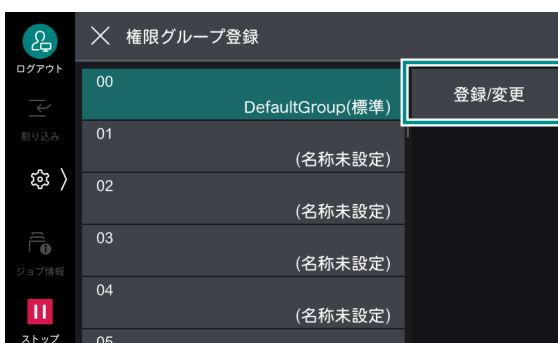 権限グループ登録
ログアウト
00
DefaultGroup(標準)
登録/変更
割り込み
01
(名称未設定)
02
(名称未設定)
03
(名称未設定)
ジョブ情報
04
(名称未設定)
ストップ
05